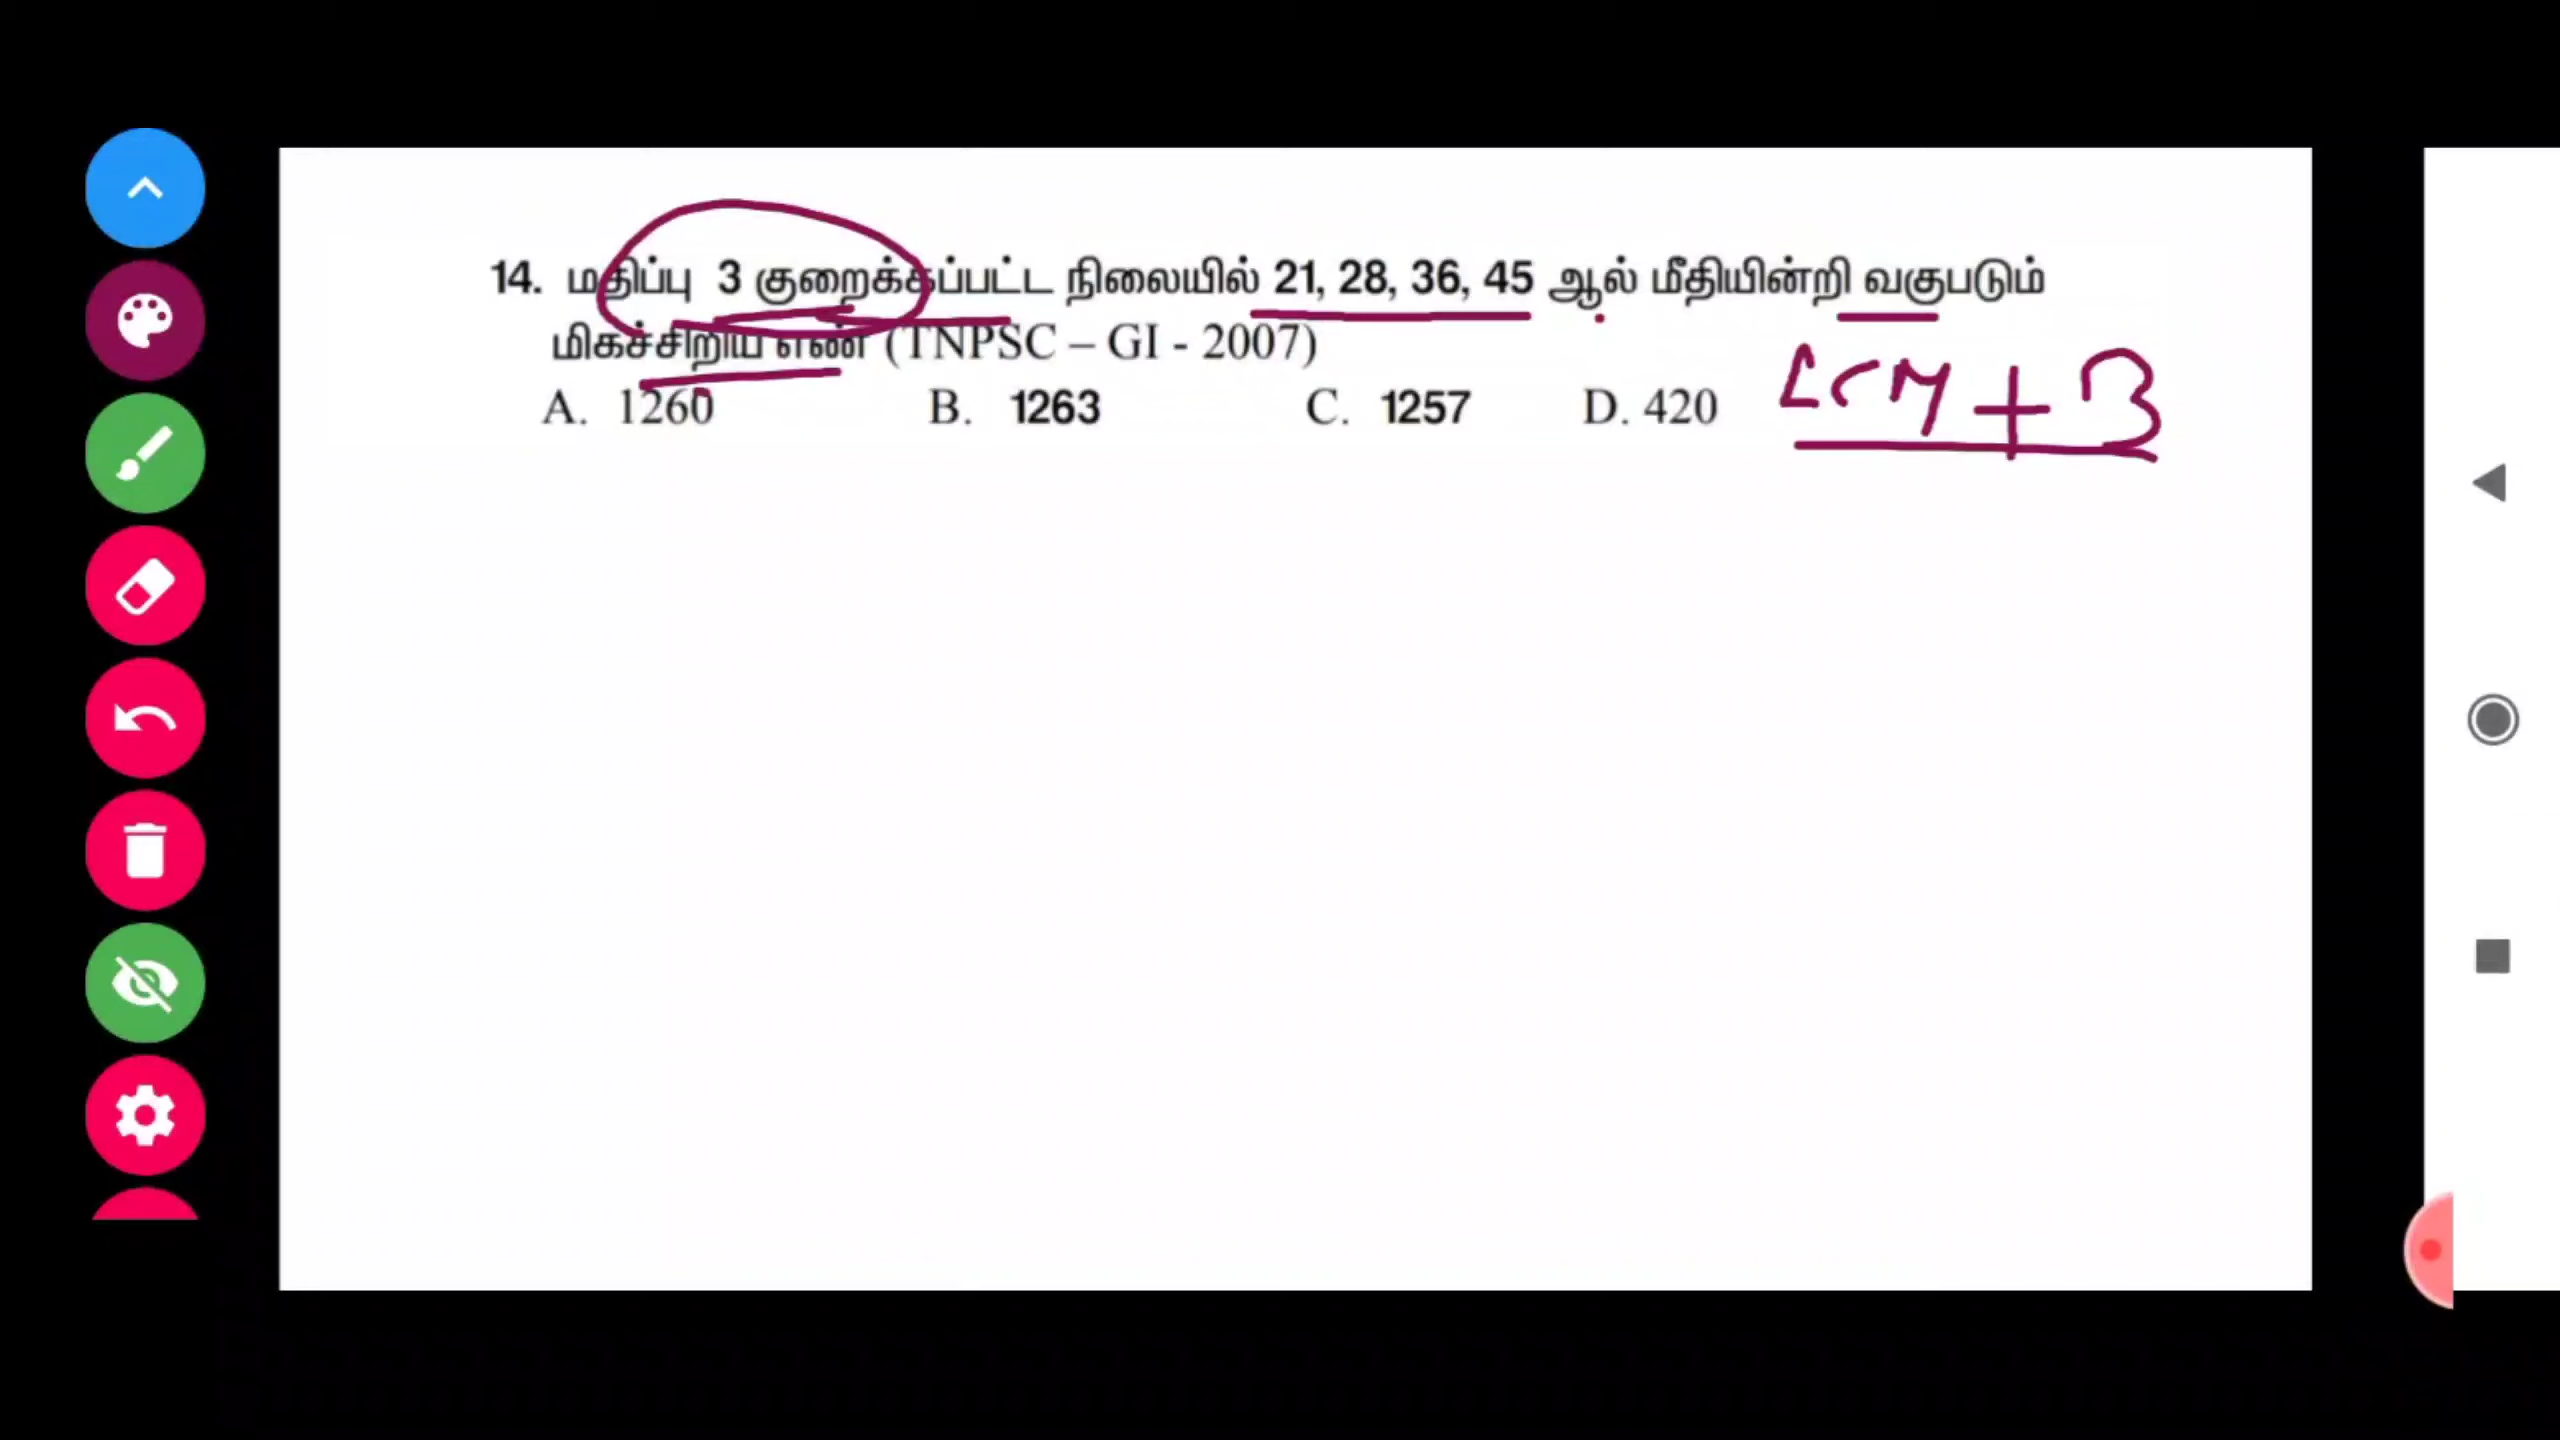 14. மதிப்பு 3 குறைக்கப்பட்ட நிலையில் 21, 28, 36, 45 ஆல் மீதியின்றி வகுபடும்
மிகச்சிறிய எண் (TNPSC – GI - 2007)
A. 1260 B. 1263 C. 1257 D. 420
LCM + 3